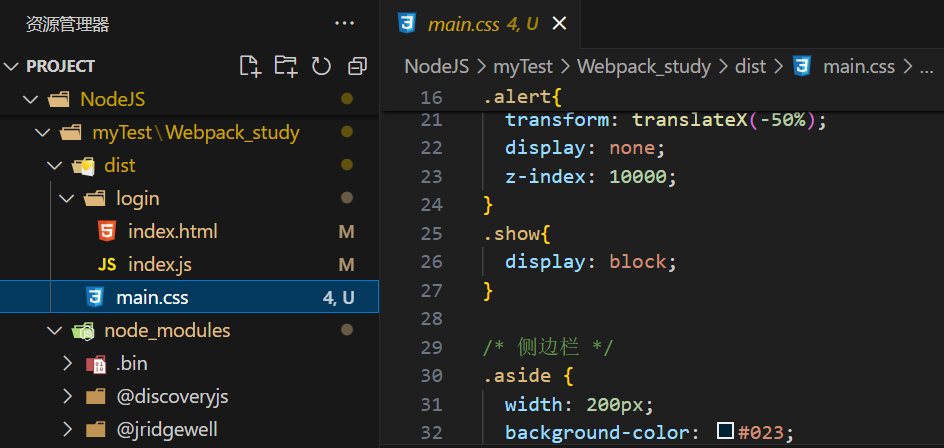 资源管理器 ...
PROJECT
NodeJS
myTest\Webpack_study
dist
login
index.html M
JS index.js M
main.css 4, U
node_modules
.bin
@discoveryjs
@jridgewell
main.css 4, U
NodeJS > myTest > Webpack_study > dist > main.css > ...
16 .alert{
21 transform: translateX(-50%);
22 display: none;
23 z-index: 10000;
24 }
25 .show{
26 display: block;
27 }
28
29 /* 侧边栏 */
30 .aside {
31 width: 200px;
32 background-color: #023;